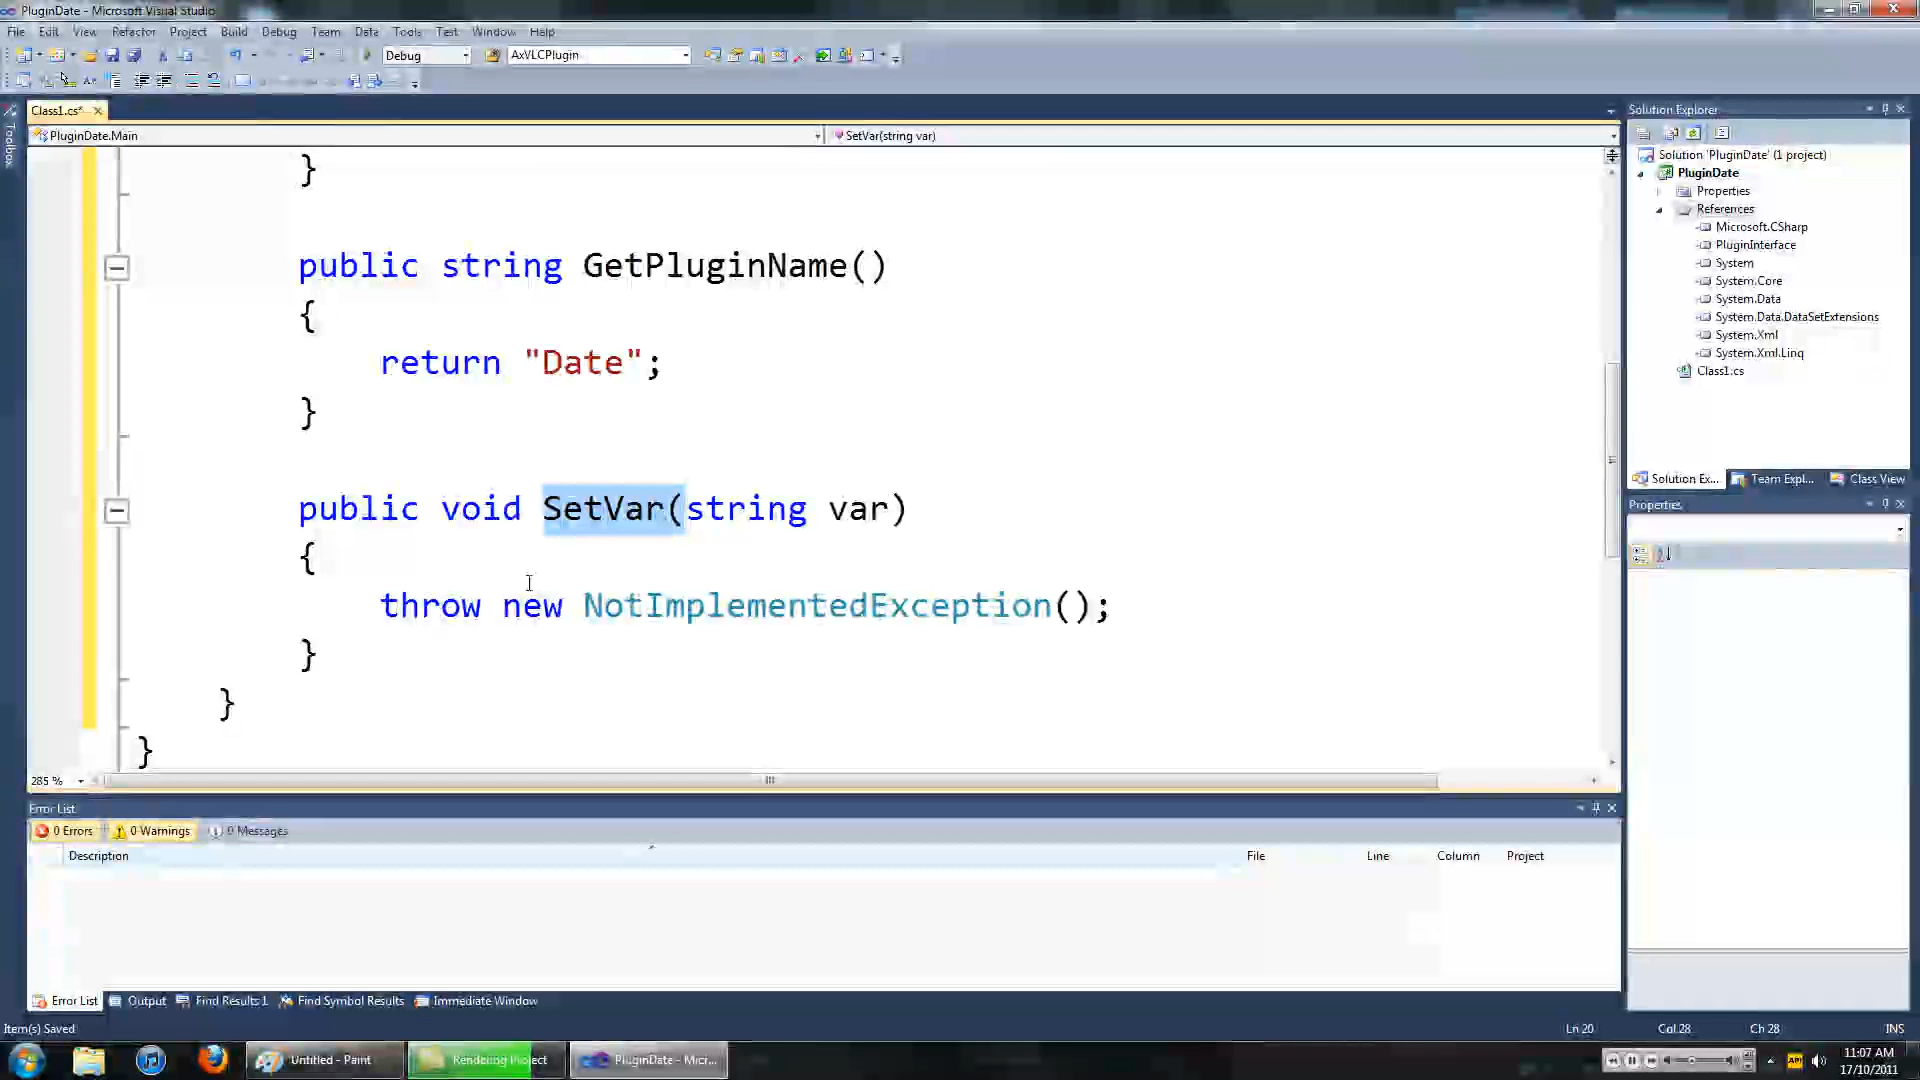 PluginDate - Microsoft Visual Studio
File Edit View Refactor Project Build Debug Team Data Tools Test Window Help
Debug AxVLCPlugin
Class1.cs*
PluginDate.Main SetVar(string var)
Toolbox
}
public string GetPluginName()
{
return "Date";
}
public void SetVar(string var)
{
throw new NotImplementedException();
}
}
}
285 %
Solution Explorer
Solution 'PluginDate' (1 project)
PluginDate
Properties
References
Microsoft.CSharp
PluginInterface
System
System.Core
System.Data
System.Data.DataSetExtensions
System.Xml
System.Xml.Linq
Class1.cs
Solution Ex... Team Expl... Class View
Properties
Error List
0 Errors 0 Warnings 0 Messages
Description File Line Column Project
Error List Output Find Results 1 Find Symbol Results Immediate Window
Item(s) Saved Ln 20 Col 28 Ch 28 INS
Untitled - Paint Rendering Project PluginDate - Micr... 11:07 AM
17/10/2011